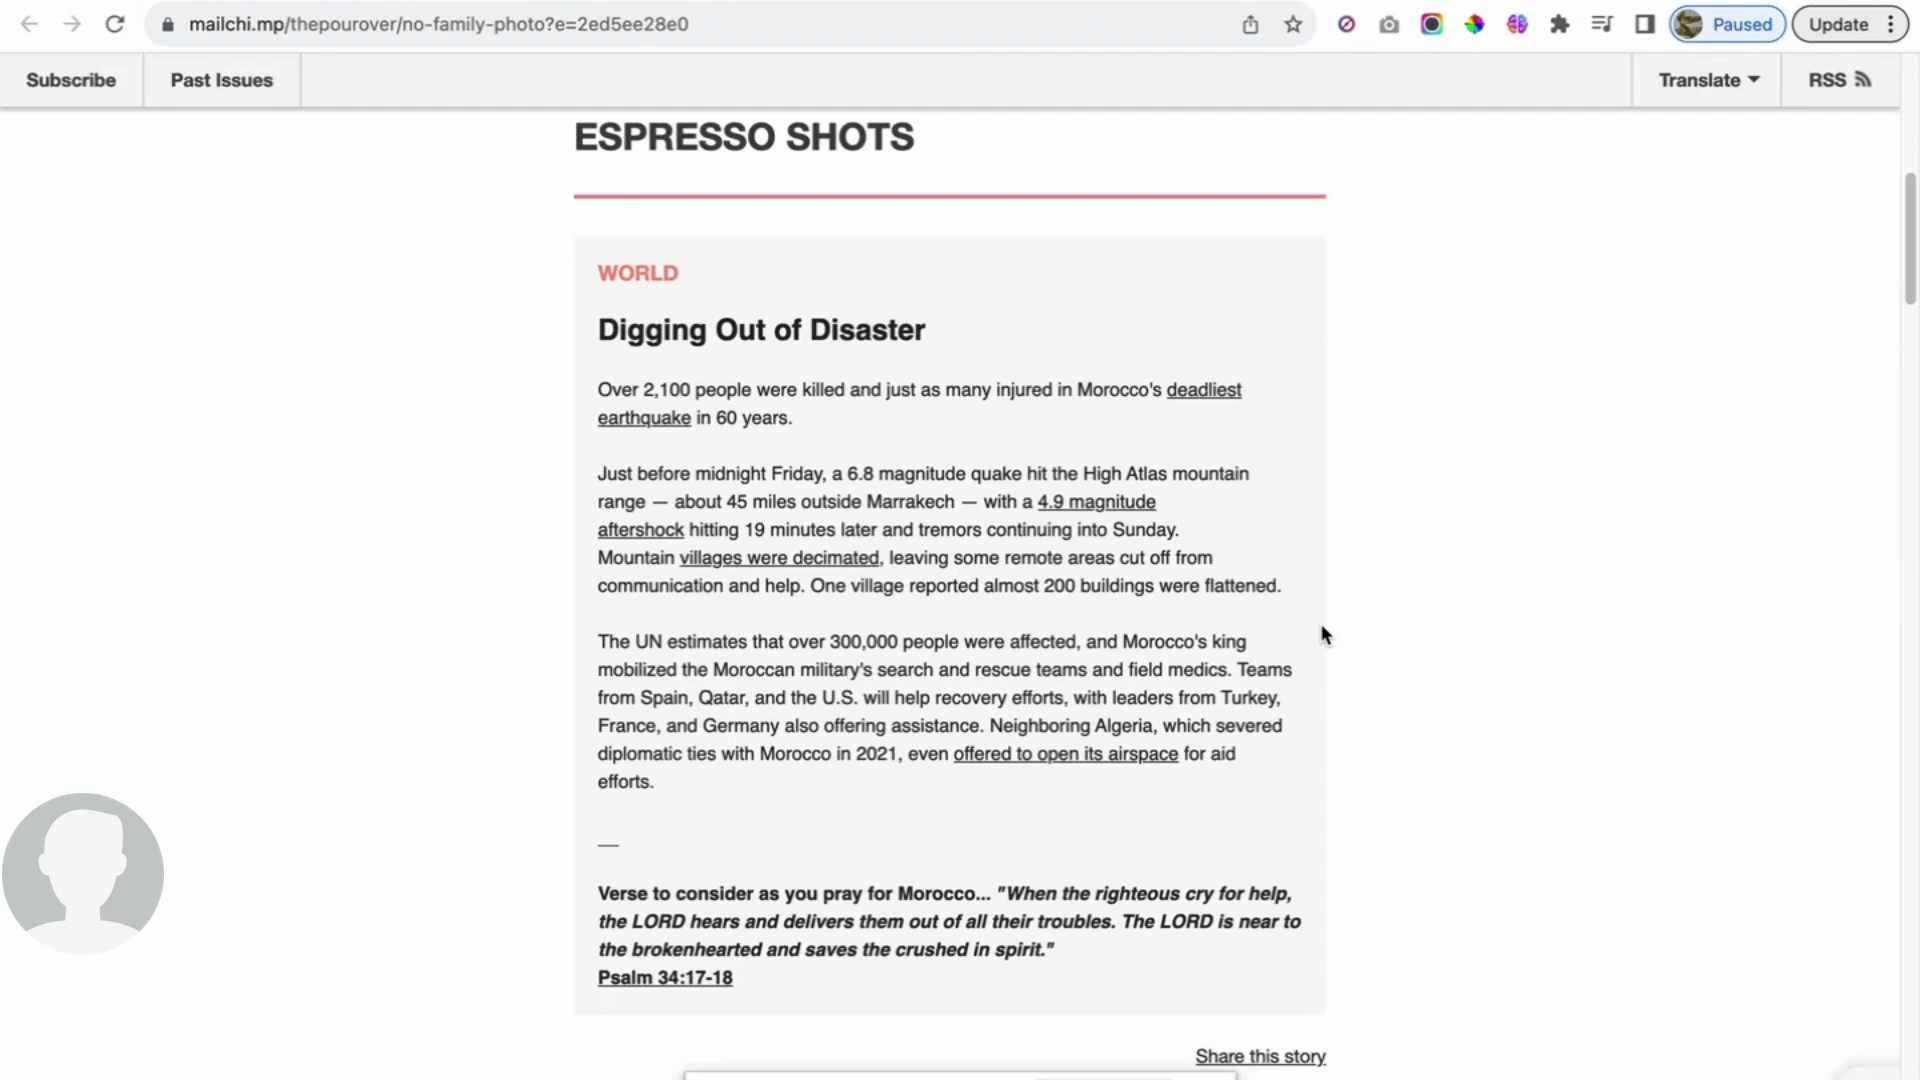 mailchi.mp/thepourover/no-family-photo?e=2ed5ee28e0
Paused
Update
Subscribe
Past Issues
Translate
RSS
ESPRESSO SHOTS
WORLD
Digging Out of Disaster
Over 2,100 people were killed and just as many injured in Morocco's deadliest
earthquake in 60 years.
Just before midnight Friday, a 6.8 magnitude quake hit the High Atlas mountain
range — about 45 miles outside Marrakech — with a 4.9 magnitude
aftershock hitting 19 minutes later and tremors continuing into Sunday.
Mountain villages were decimated, leaving some remote areas cut off from
communication and help. One village reported almost 200 buildings were flattened.
The UN estimates that over 300,000 people were affected, and Morocco's king
mobilized the Moroccan military's search and rescue teams and field medics. Teams
from Spain, Qatar, and the U.S. will help recovery efforts, with leaders from Turkey,
France, and Germany also offering assistance. Neighboring Algeria, which severed
diplomatic ties with Morocco in 2021, even offered to open its airspace for aid
efforts.
—
Verse to consider as you pray for Morocco... "When the righteous cry for help,
the LORD hears and delivers them out of all their troubles. The LORD is near to
the brokenhearted and saves the crushed in spirit."
Psalm 34:17-18
Share this story